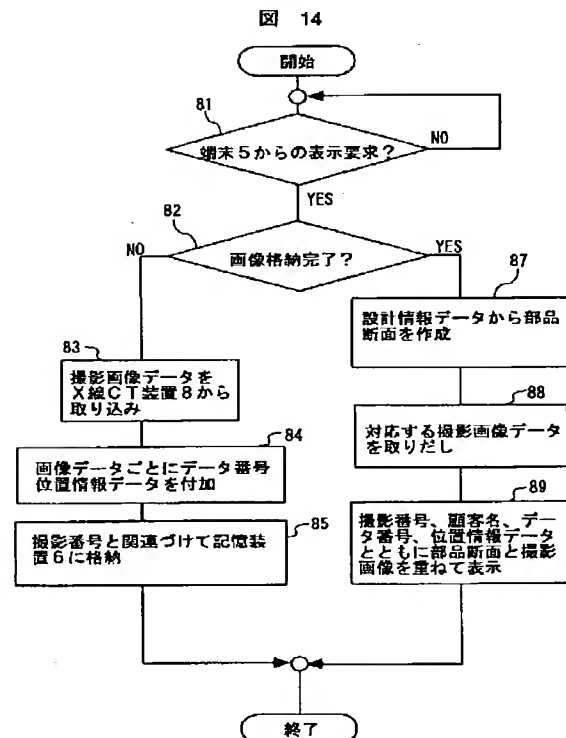 図 14
開始
81
端末5からの表示要求?
NO
YES
82
画像格納完了?
NO
YES
83
撮影画像データを
X線CT装置8から
取り込み
84
画像データごとにデータ番号
位置情報データを付加
85
撮影番号と関連づけて記憶装
置6に格納
87
設計情報データから部品
断面を作成
88
対応する撮影画像データ
を取りだし
89
撮影番号、顧客名、デー
タ番号、位置情報データ
とともに部品断面と撮影
画像を重ねて表示
終了